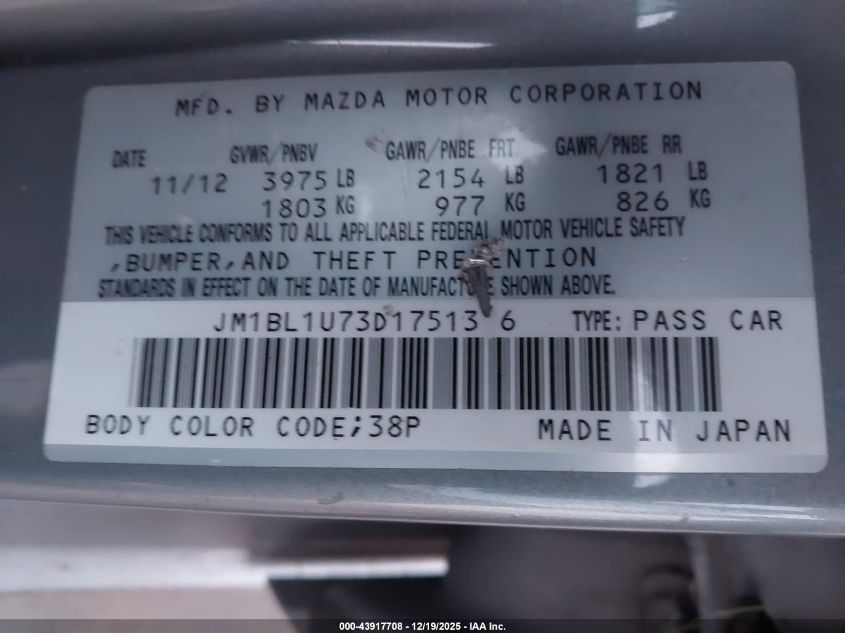 MFD. BY MAZDA MOTOR CORPORATION
DATE GVWR/PNBV GAWR/PNBE FRT GAWR/PNBE RR
11/12 3975 LB 2154 LB 1821 LB
1803 KG 977 KG 826 KG
THIS VEHICLE CONFORMS TO ALL APPLICABLE FEDERAL MOTOR VEHICLE SAFETY
,BUMPER,AND THEFT PREVENTION
STANDARDS IN EFFECT ON THE DATE OF MANUFACTURE SHOWN ABOVE.
JM1BL1U73D17513 6 TYPE: PASS CAR
BODY COLOR CODE;38P MADE IN JAPAN
000-43917708 - 12/19/2025 - IAA Inc.